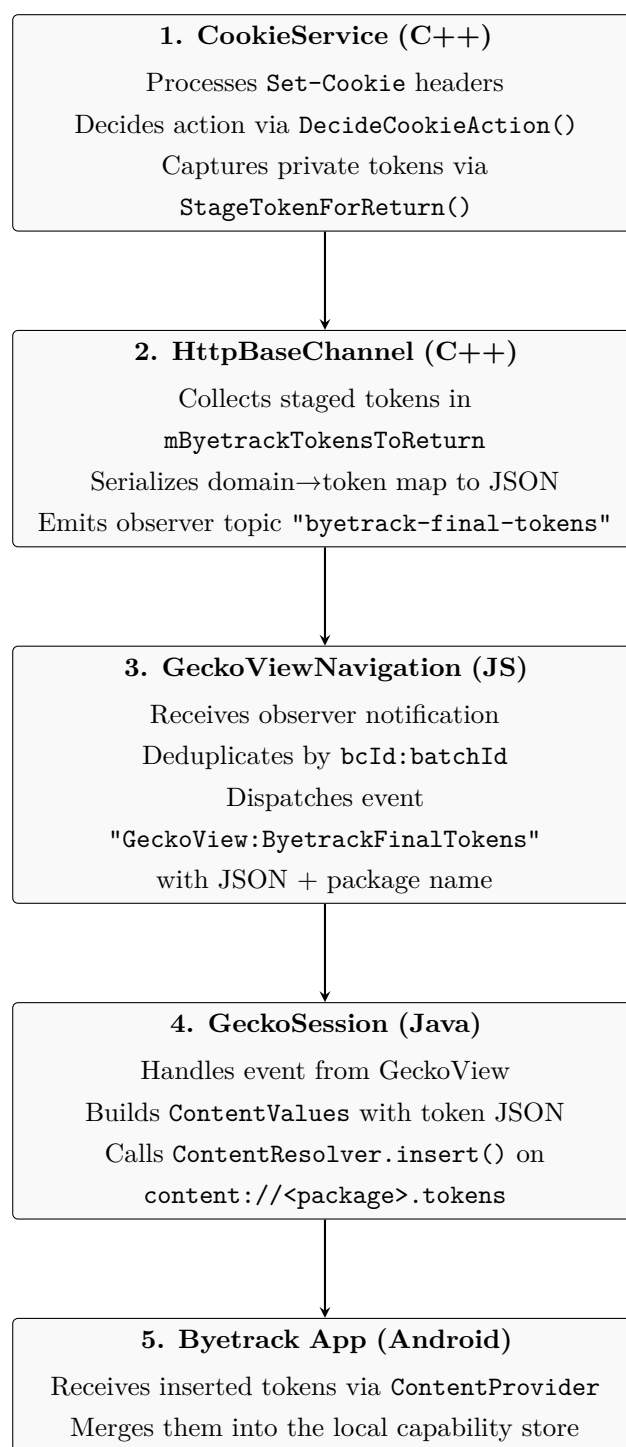 1. CookieService (C++)
Processes Set-Cookie headers
Decides action via DecideCookieAction()
Captures private tokens via
StageTokenForReturn()
2. HttpBaseChannel (C++)
Collects staged tokens in
mByetrackTokensToReturn
Serializes domain→token map to JSON
Emits observer topic "byetrack-final-tokens"
3. GeckoViewNavigation (JS)
Receives observer notification
Deduplicates by bcId:batchId
Dispatches event
"GeckoView:ByetrackFinalTokens"
with JSON + package name
4. GeckoSession (Java)
Handles event from GeckoView
Builds ContentValues with token JSON
Calls ContentResolver.insert() on
content://<package>.tokens
5. Byetrack App (Android)
Receives inserted tokens via ContentProvider
Merges them into the local capability store